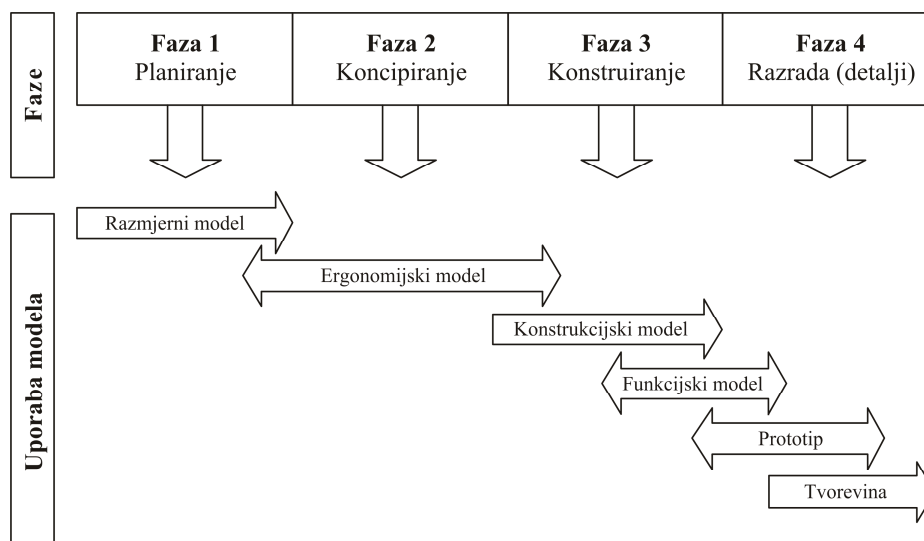 Faze
Faza 1
Planiranje
Faza 2
Koncipiranje
Faza 3
Konstruiranje
Faza 4
Razrada (detalji)
Uporaba modela
Razmjerni model
Ergonomijski model
Konstrukcijski model
Funkcijski model
Prototip
Tvorevina